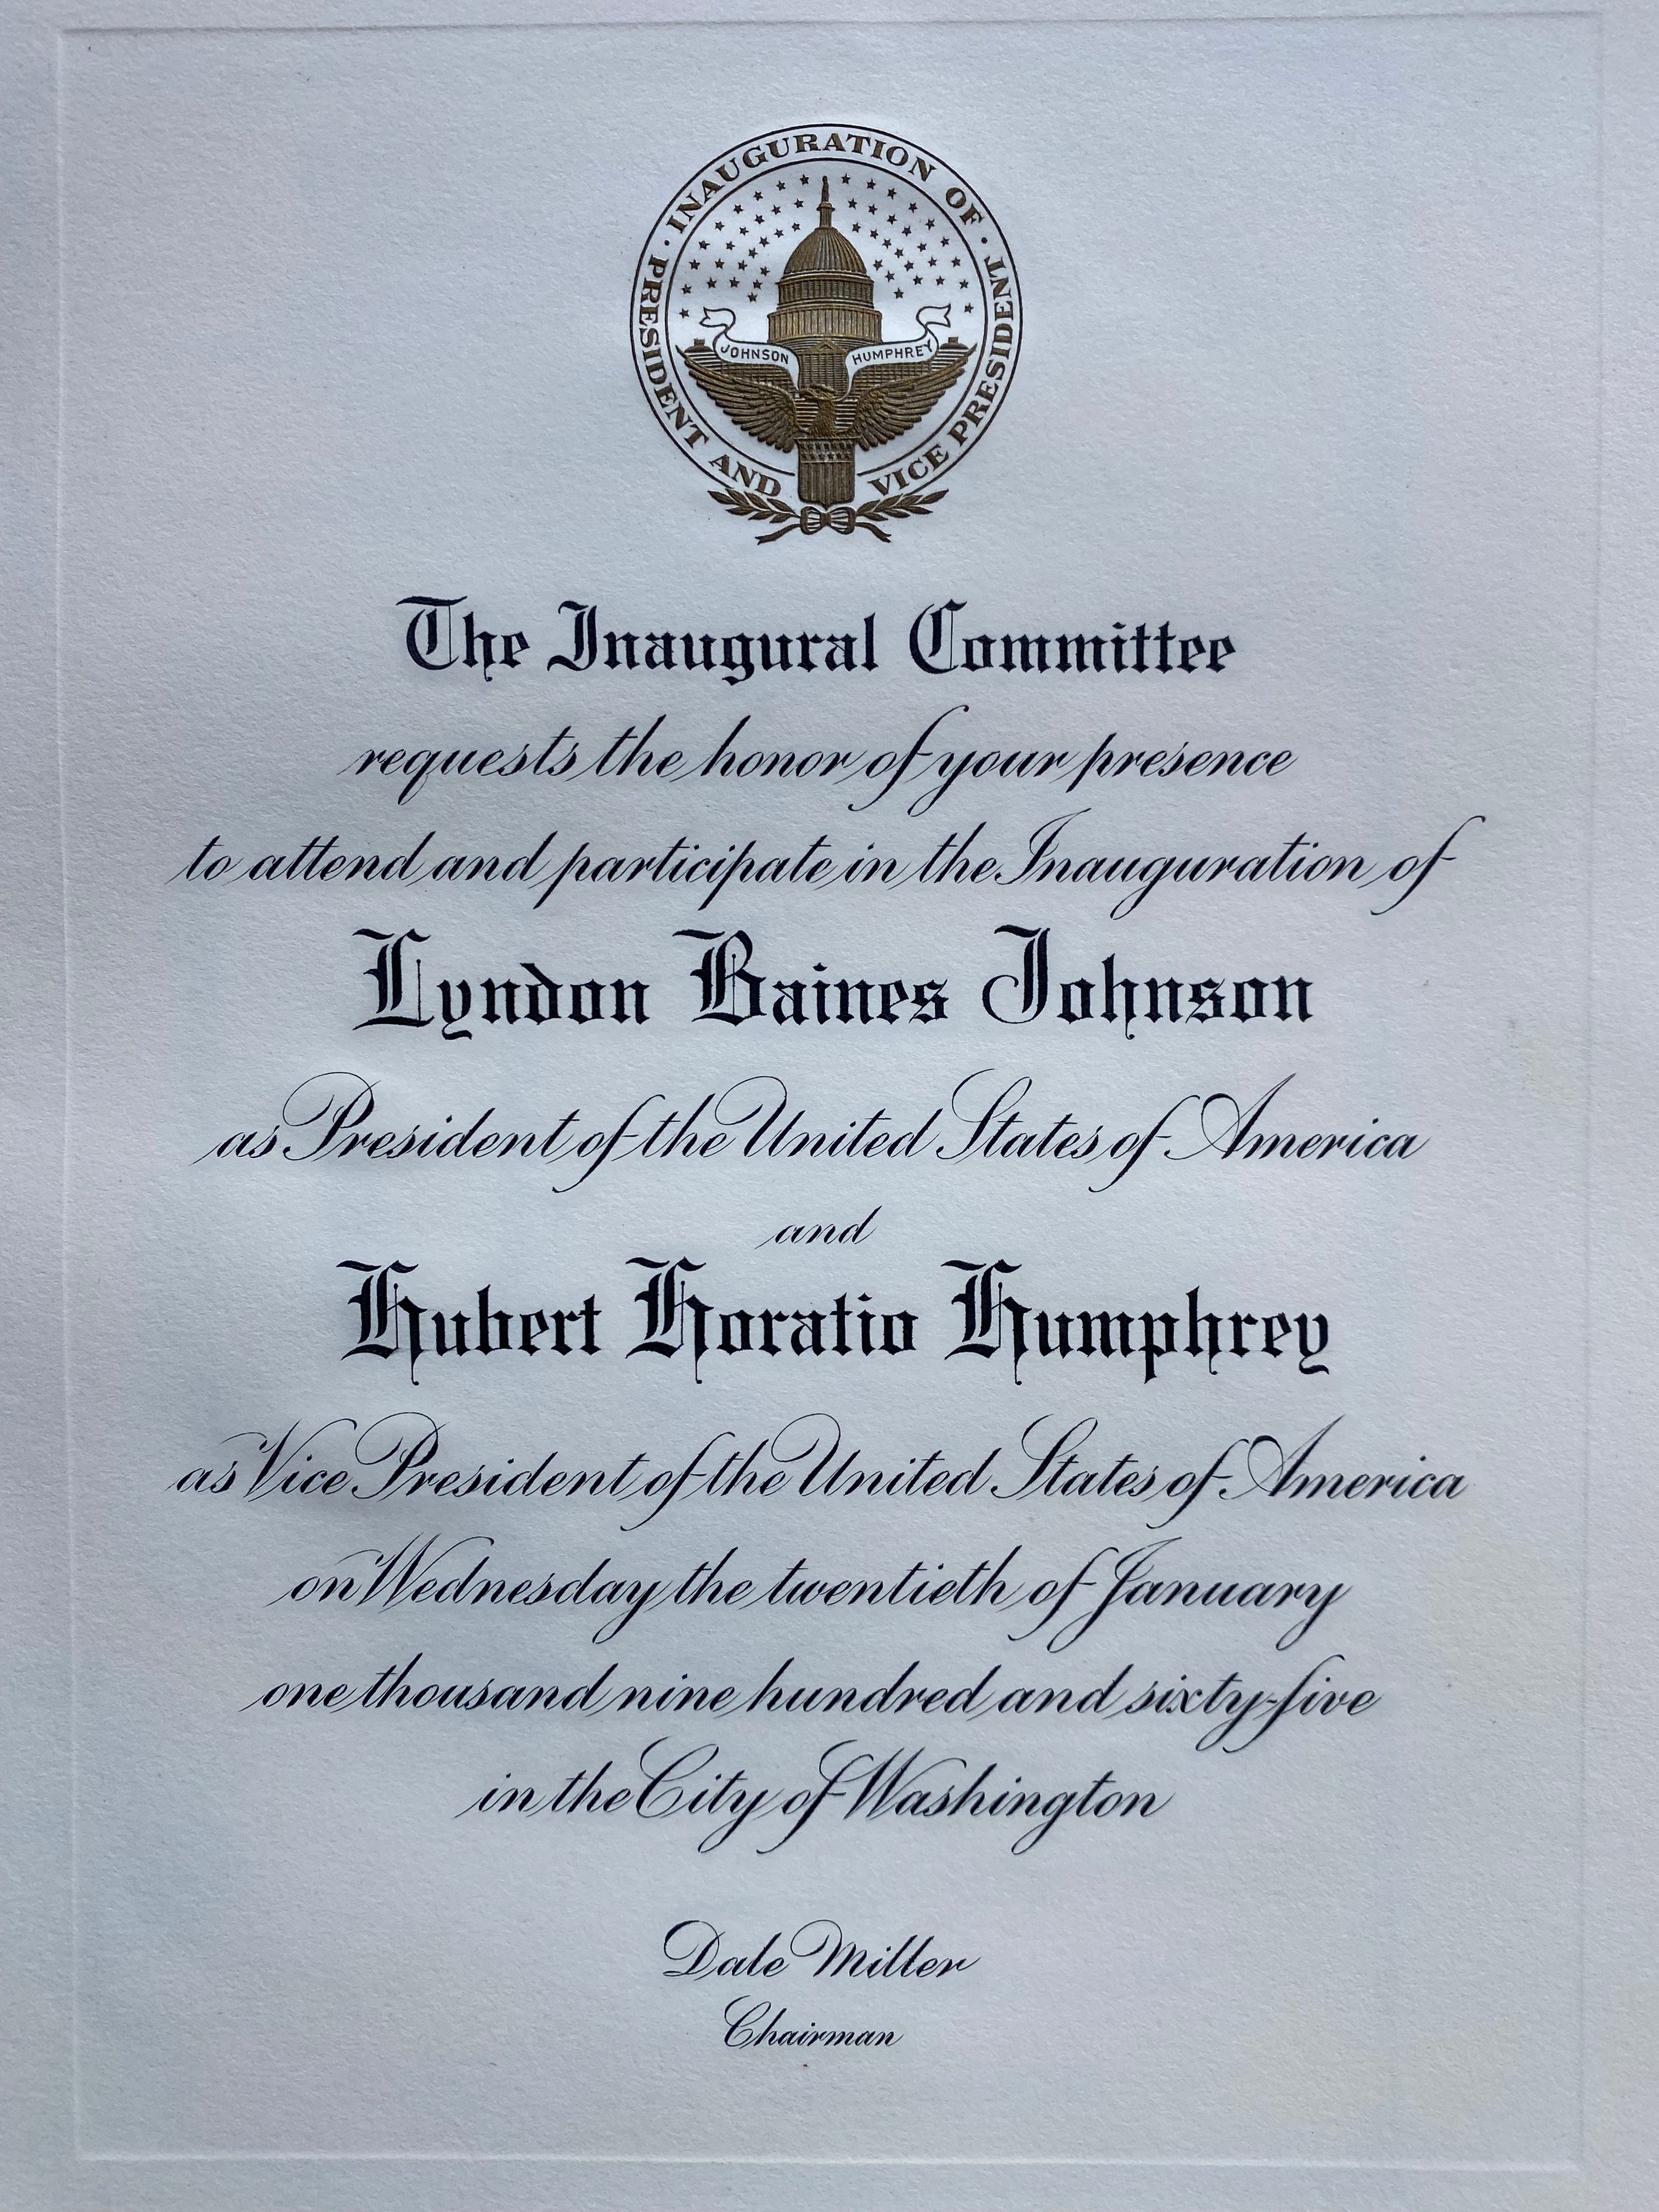 INAUGURATION OF
PRESIDENT AND VICE PRESIDENT
JOHNSON HUMPHREY
The Inaugural Committee
requests the honor of your presence
to attend and participate in the Inauguration of
Lyndon Baines Johnson
as President of the United States of America
and
Hubert Horatio Humphrey
as Vice President of the United States of America
on Wednesday the twentieth of January
one thousand nine hundred and sixty-five
in the City of Washington
Dale Miller
Chairman